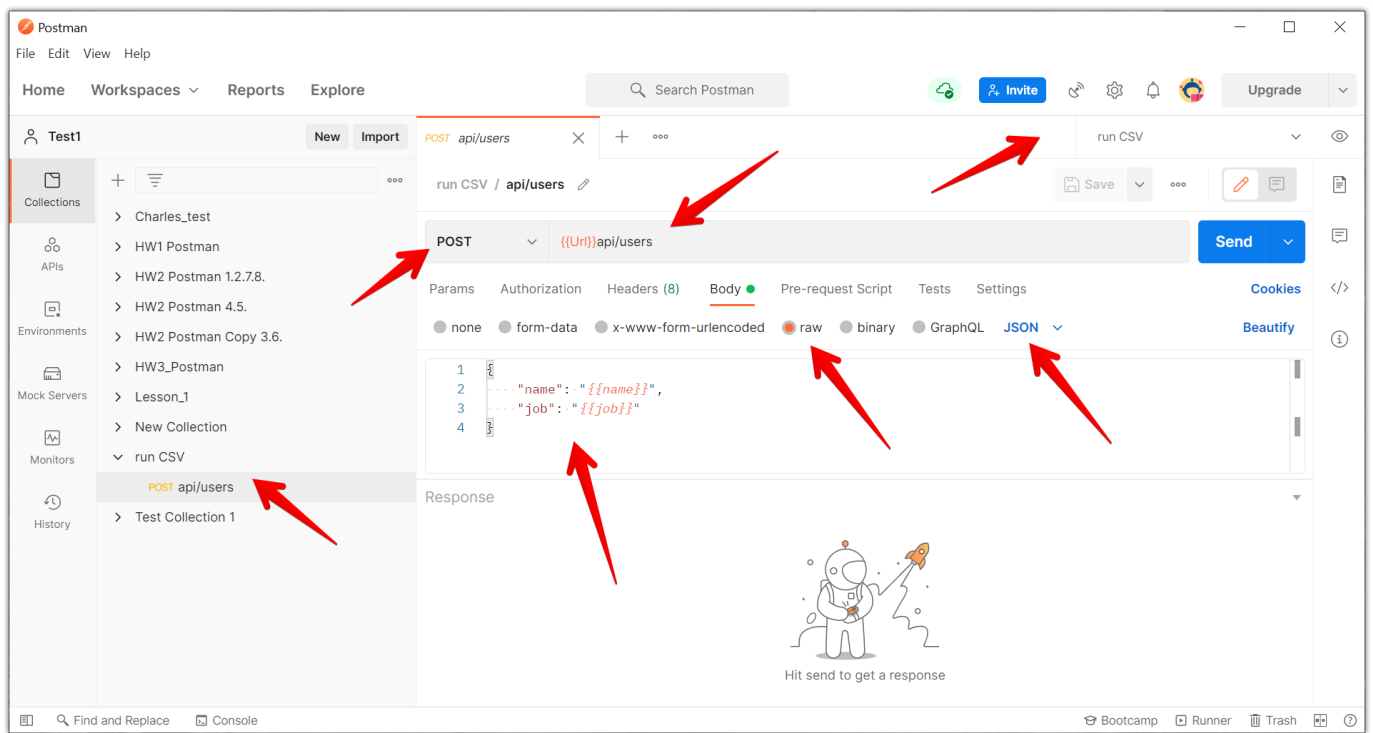 Postman
File Edit View Help
Home Workspaces Reports Explore Search Postman Invite Upgrade
Test1 New Import POST api/users run CSV
Collections
APIs
Environments
Mock Servers
Monitors
History
Charles_test
HW1 Postman
HW2 Postman 1.2.7.8.
HW2 Postman 4.5.
HW2 Postman Copy 3.6.
HW3_Postman
Lesson_1
New Collection
run CSV
POST api/users
Test Collection 1
run CSV / api/users Save
POST {{Url}}api/users Send
Params Authorization Headers (8) Body Pre-request Script Tests Settings Cookies
none form-data x-www-form-urlencoded raw binary GraphQL JSON Beautify
1 {
2 "name": "{{name}}",
3 "job": "{{job}}"
4 }
Response
Hit send to get a response
Find and Replace Console Bootcamp Runner Trash